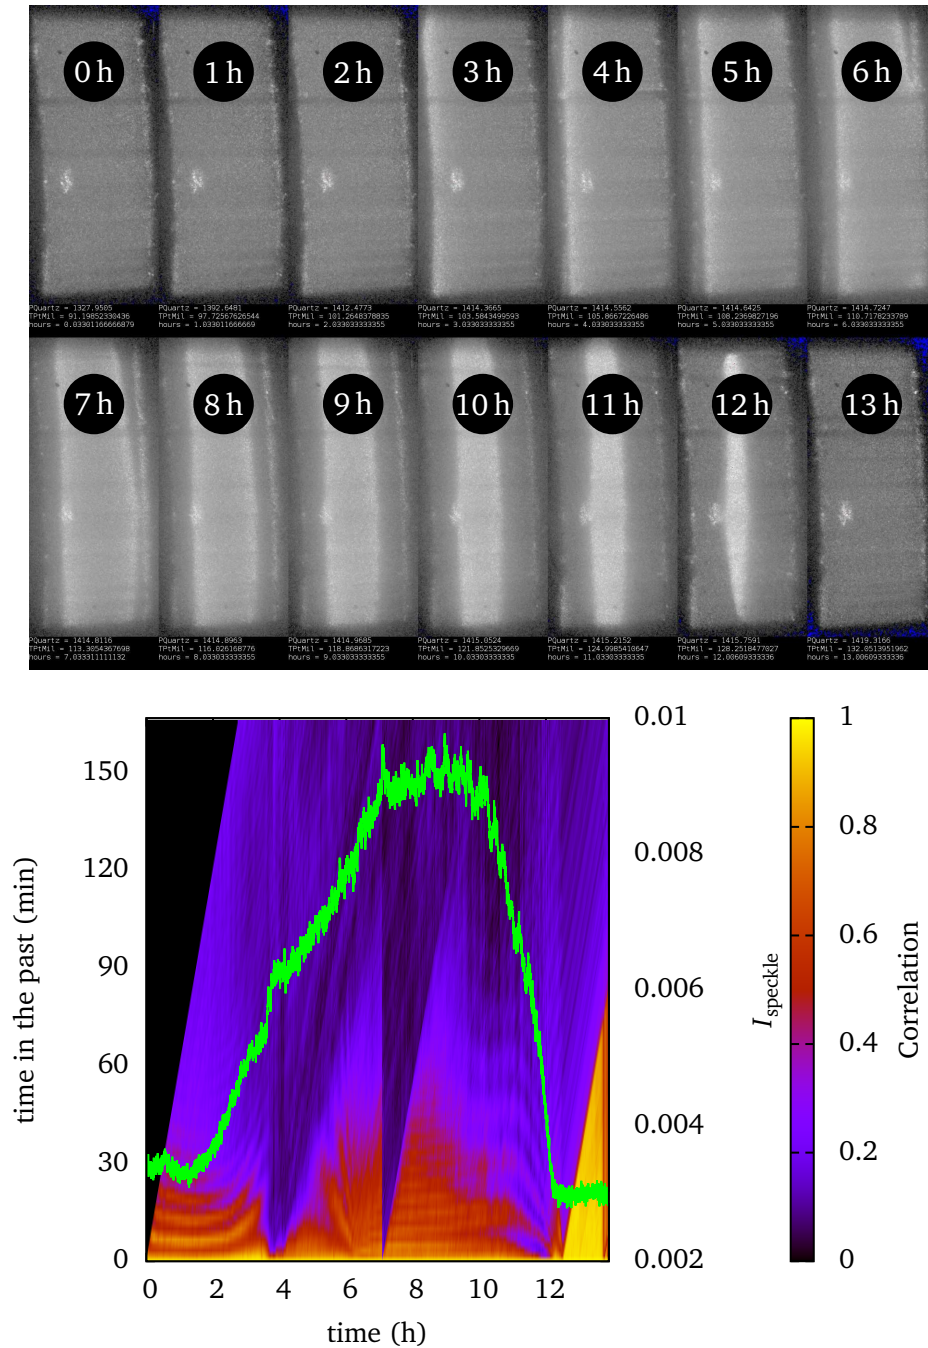 0 h 1 h 2 h 3 h 4 h 5 h 6 h
PQuartz = 1327.9505 PQuartz = 1392.6481 PQuartz = 1412.4773 PQuartz = 1414.3665 PQuartz = 1414.5562 PQuartz = 1414.6425 PQuartz = 1414.7247
TPtMil = 91.19852330436 TPtMil = 97.72567626544 TPtMil = 101.2648378835 TPtMil = 103.5843499593 TPtMil = 105.8667226486 TPtMil = 108.2369827196 TPtMil = 110.7178233789
hours = 0.03301166666879 hours = 1.033011666669 hours = 2.033033333355 hours = 3.033033333355 hours = 4.033033333355 hours = 5.033033333355 hours = 6.033033333355
7 h 8 h 9 h 10 h 11 h 12 h 13 h
PQuartz = 1414.8116 PQuartz = 1414.8963 PQuartz = 1414.9685 PQuartz = 1415.0524 PQuartz = 1415.2152 PQuartz = 1415.7591 PQuartz = 1419.3166
TPtMil = 113.3054367698 TPtMil = 116.026168776 TPtMil = 118.8686317223 TPtMil = 121.8525329669 TPtMil = 124.9985410647 TPtMil = 128.2518477027 TPtMil = 132.0513951962
hours = 7.033311111132 hours = 8.033033333335 hours = 9.033033333335 hours = 10.03303333335 hours = 11.03303333335 hours = 12.00609333336 hours = 13.00609333335
time in the past (min)
150
120
90
60
30
0
0 2 4 6 8 10 12
time (h)
0.01
0.008
0.006
0.004
0.002
I speckle
1
0.8
0.6
0.4
0.2
0
Correlation